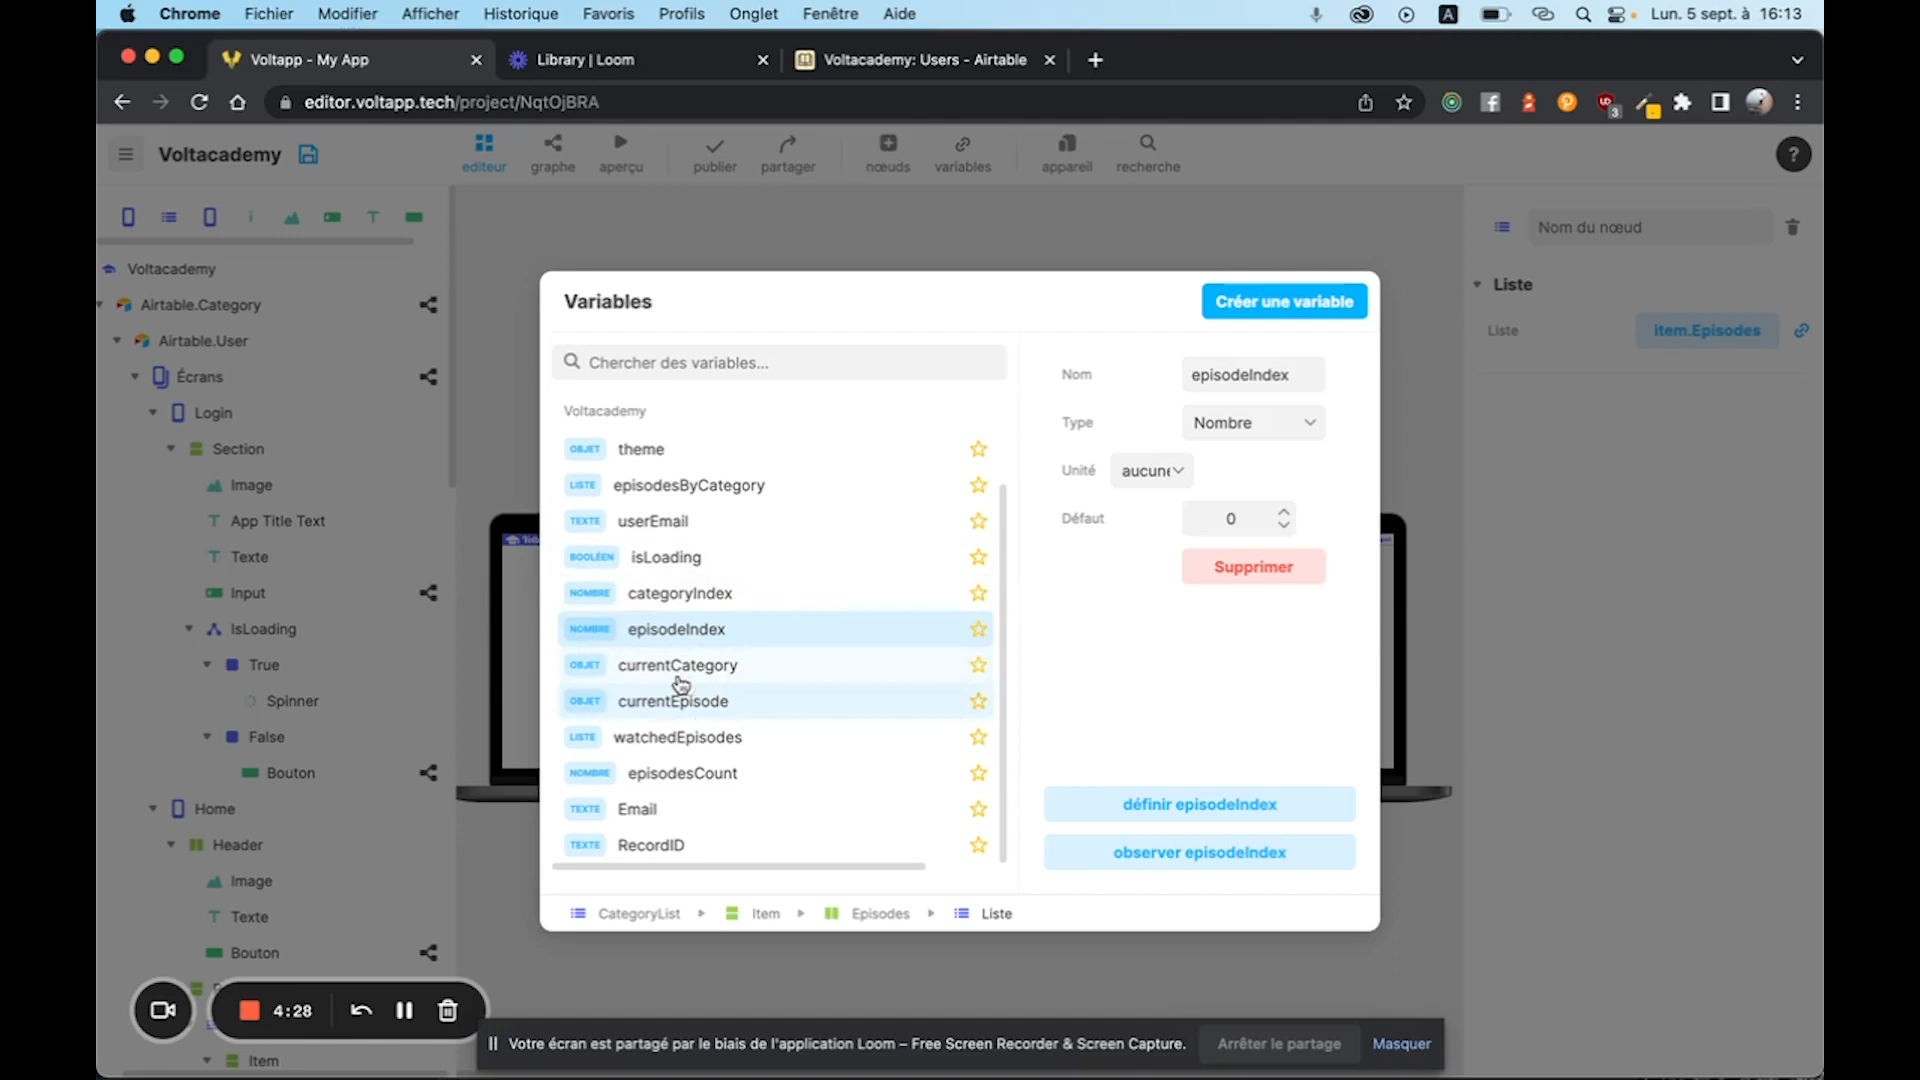 Chrome Fichier Modifier Afficher Historique Favoris Profils Onglet Fenêtre Aide
A Lun. 5 sept. à 16:13
Voltapp - My App
Library | Loom
Voltacademy: Users - Airtable
editor.voltapp.tech/project/NqtOjBRA
3
Voltacademy
editeur
graphe
aperçu
publier
partager
nœuds
variables
appareil
recherche
?
Voltacademy
Airtable.Category
Airtable.User
Écrans
Login
Section
Image
App Title Text
Texte
Input
IsLoading
True
Spinner
False
Bouton
Home
Header
Image
Texte
Bouton
Item
Variables
Créer une variable
Chercher des variables...
Voltacademy
OBJET theme
LISTE episodesByCategory
TEXTE userEmail
BOOLÉEN isLoading
NOMBRE categoryIndex
NOMBRE episodeIndex
OBJET currentCategory
OBJET currentEpisode
LISTE watchedEpisodes
NOMBRE episodesCount
TEXTE Email
TEXTE RecordID
Nom episodeIndex
Type Nombre
Unité
Défaut 0
Supprimer
définir episodeIndex
observer episodeIndex
CategoryList Item Episodes Liste
Nom du nœud
Liste
Liste item.Episodes
4:28
Votre écran est partagé par le biais de l'application Loom – Free Screen Recorder & Screen Capture.
Arrêter le partage
Masquer